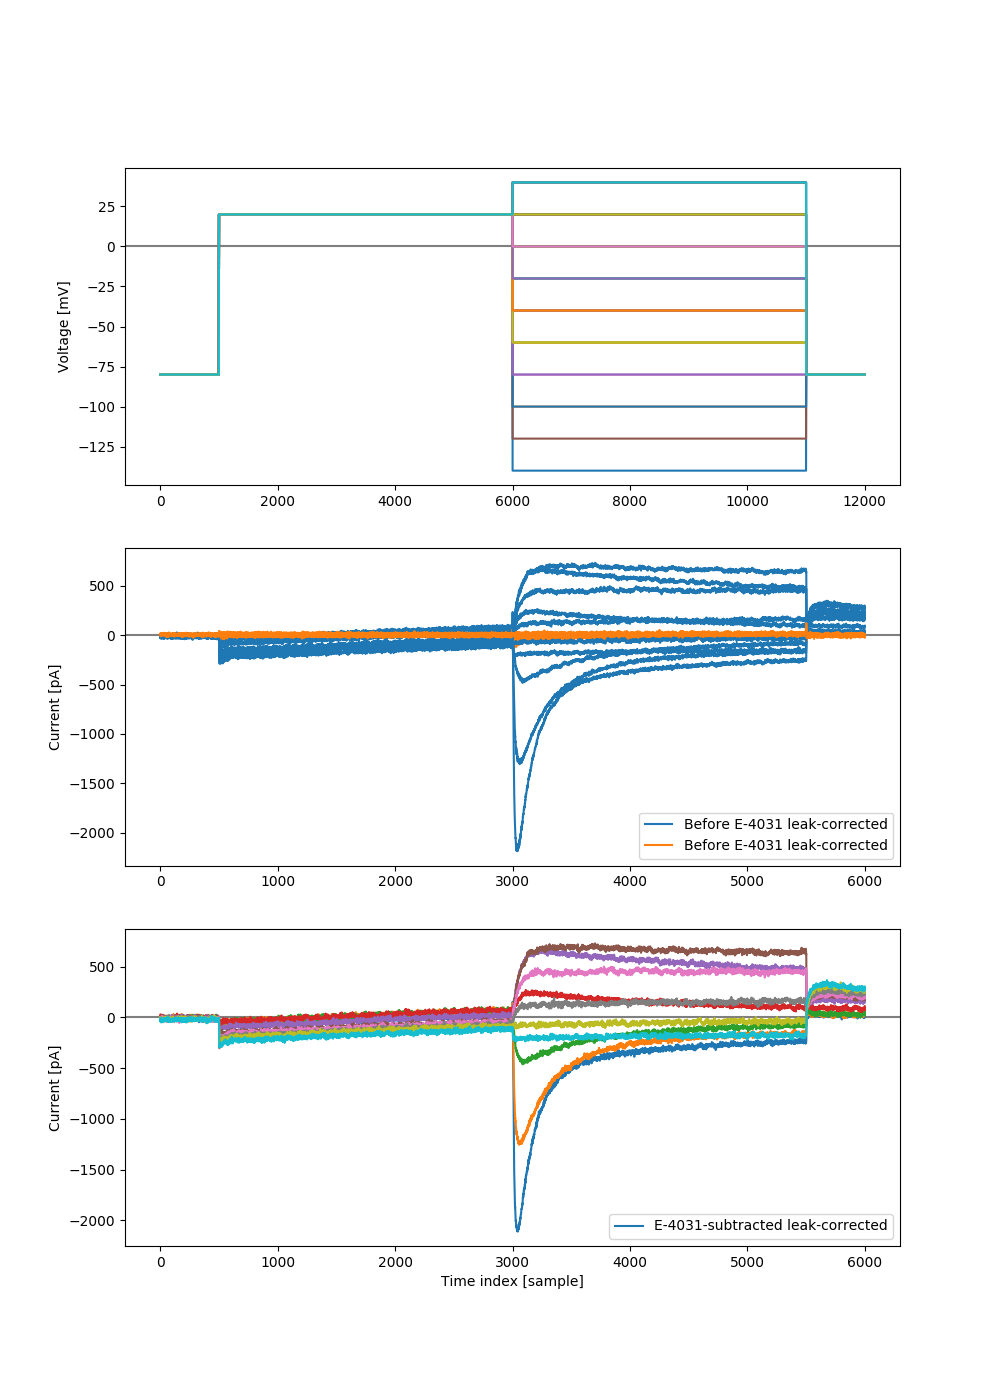 25
0
−25
−50
−75
−100
−125
Voltage [mV]
0 2000 4000 6000 8000 10000 12000
500
0
−500
−1000
−1500
−2000
Current [pA]
Before E-4031 leak-corrected
Before E-4031 leak-corrected
0 1000 2000 3000 4000 5000 6000
500
0
−500
−1000
−1500
−2000
Current [pA]
E-4031-subtracted leak-corrected
0 1000 2000 3000 4000 5000 6000
Time index [sample]